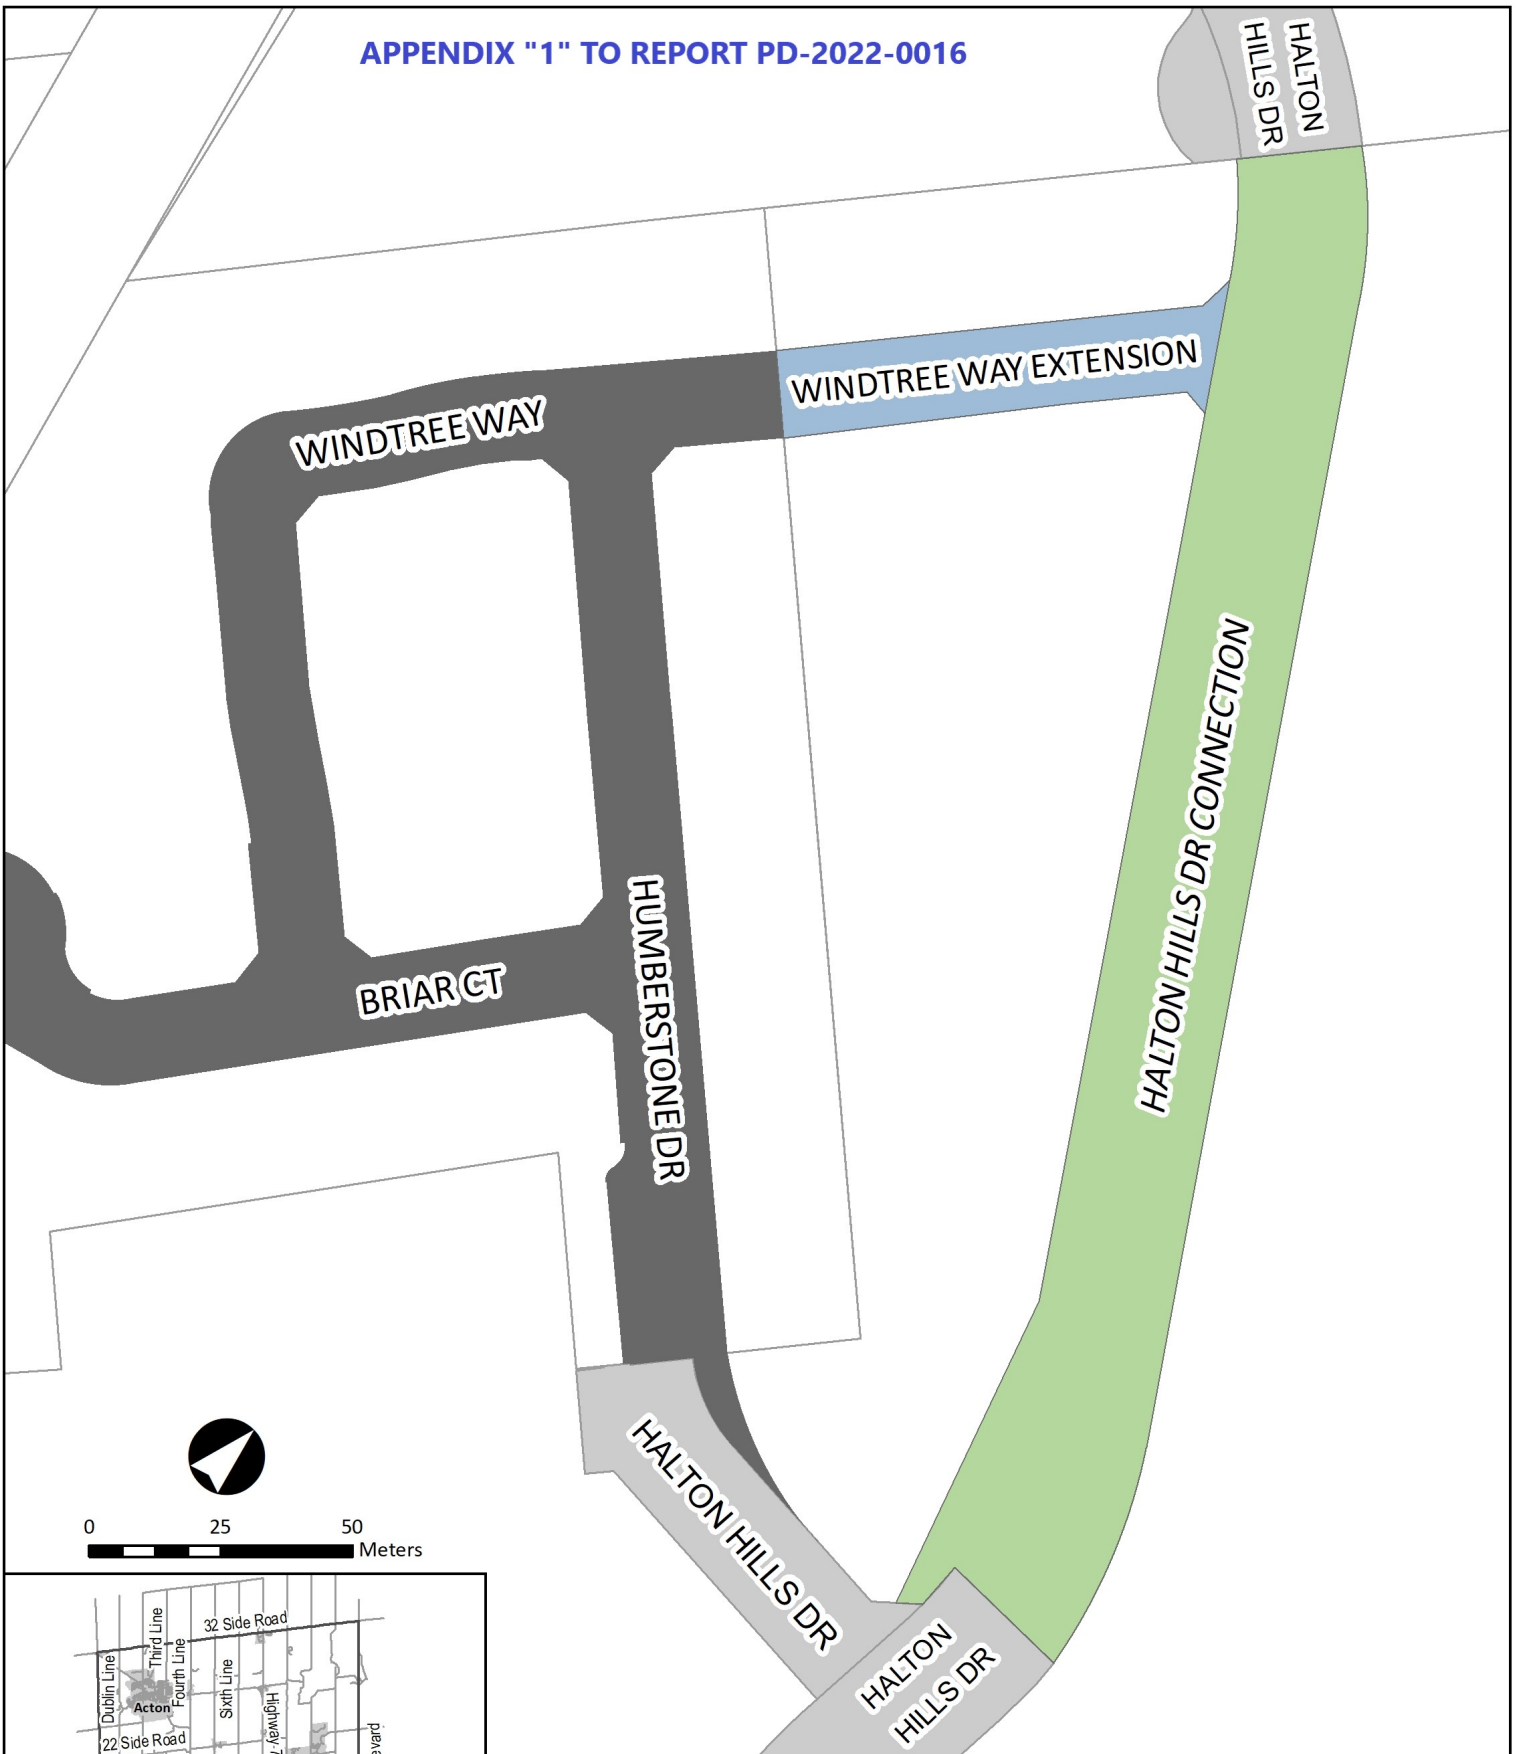 APPENDIX "1" TO REPORT PD-2022-0016
HALTON
HILLS DR
WINDTREE WAY EXTENSION
WINDTREE WAY
HALTON HILLS DR CONNECTION
HUMBERSTONE DR
BRIAR CT
HALTON HILLS DR
HALTON
HILLS DR
0 25 50
Meters
32 Side Road
Third Line
Fourth Line
Dublin Line
Sixth Line
Acton
22 Side Road